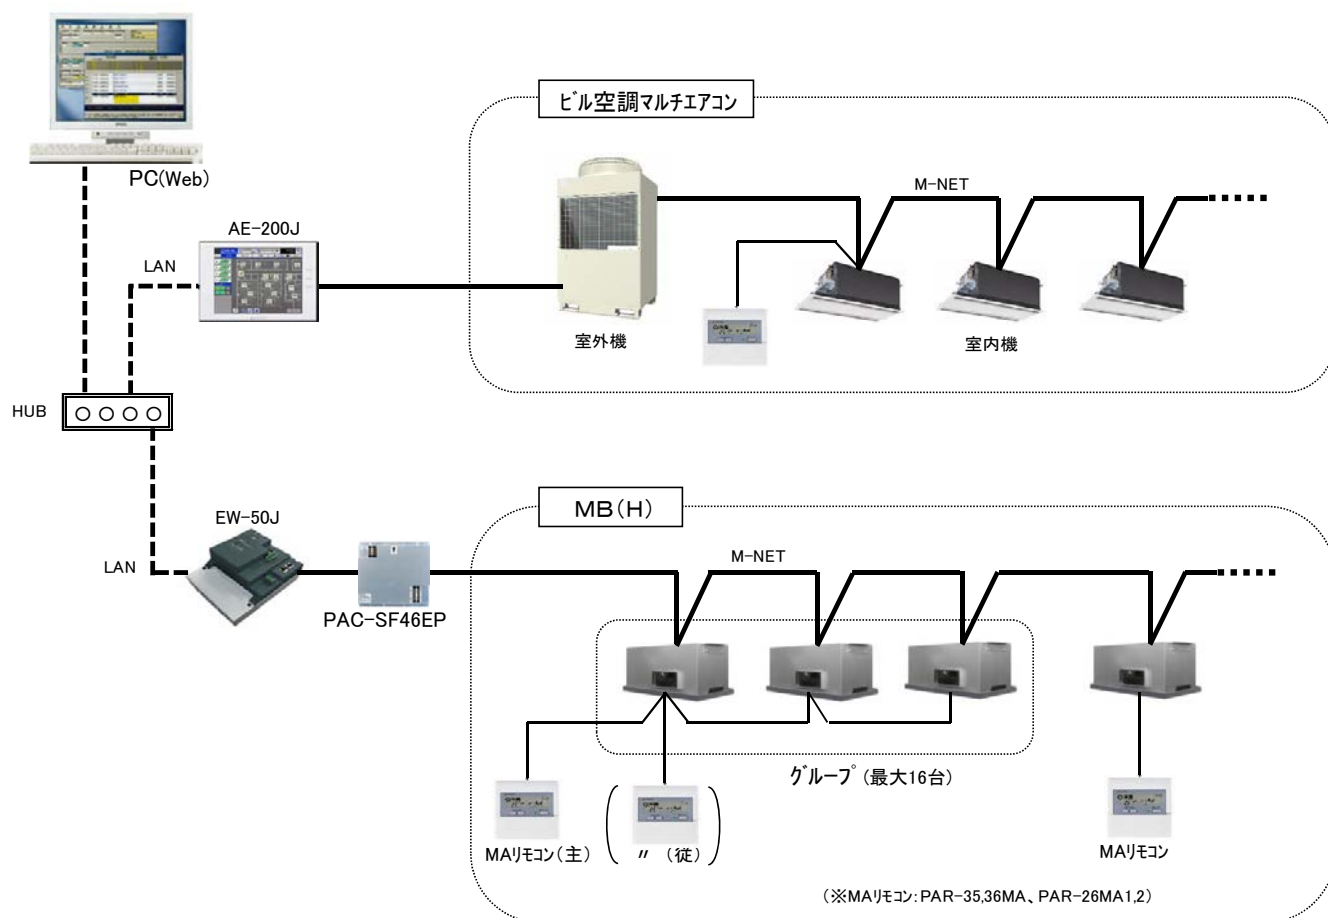 ビル空調マルチエアコン
PC(Web)
M-NET
AE-200J
LAN
室外機
室内機
HUB
MB(H)
EW-50J
LAN
M-NET
PAC-SF46EP
グループ (最大16台)
MAリモコン(主)
〃 (従)
MAリモコン
(※MAリモコン:PAR-35,36MA、PAR-26MA1,2)